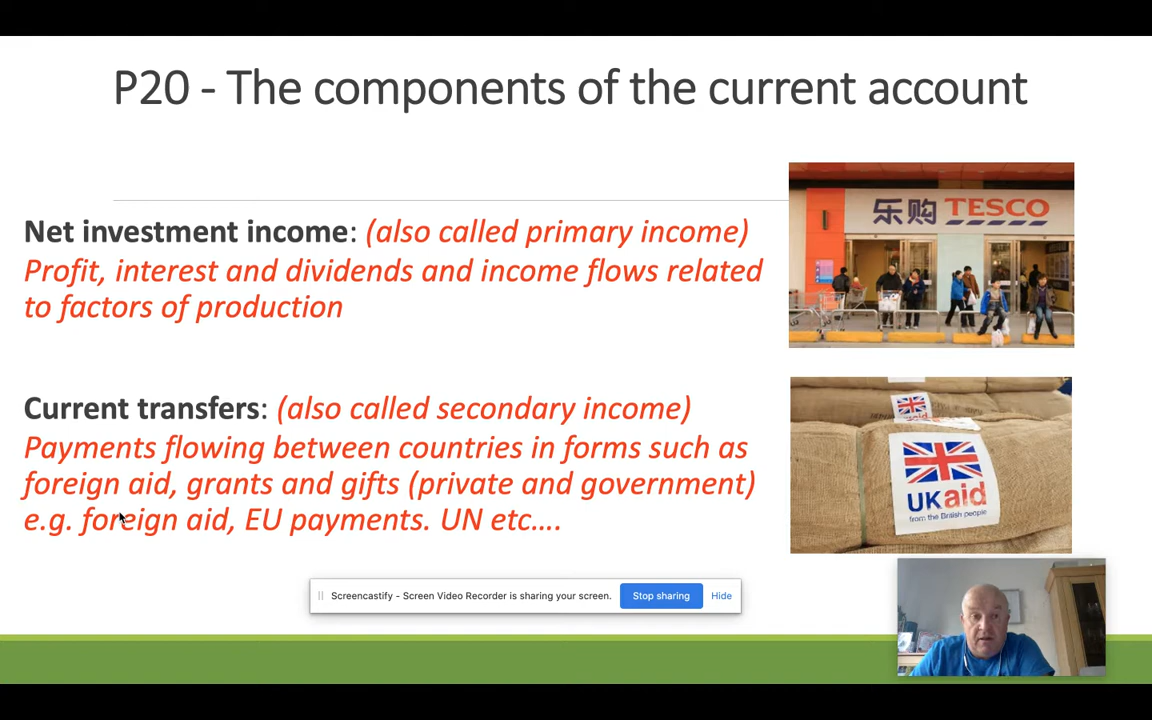 P20 - The components of the current account
Net investment income: (also called primary income)
Profit, interest and dividends and income flows related
to factors of production
乐购 TESCO
Current transfers: (also called secondary income)
Payments flowing between countries in forms such as
foreign aid, grants and gifts (private and government)
e.g. foreign aid, EU payments. UN etc....
UKaid
from the British people
Screencastify - Screen Video Recorder is sharing your screen. Stop sharing Hide